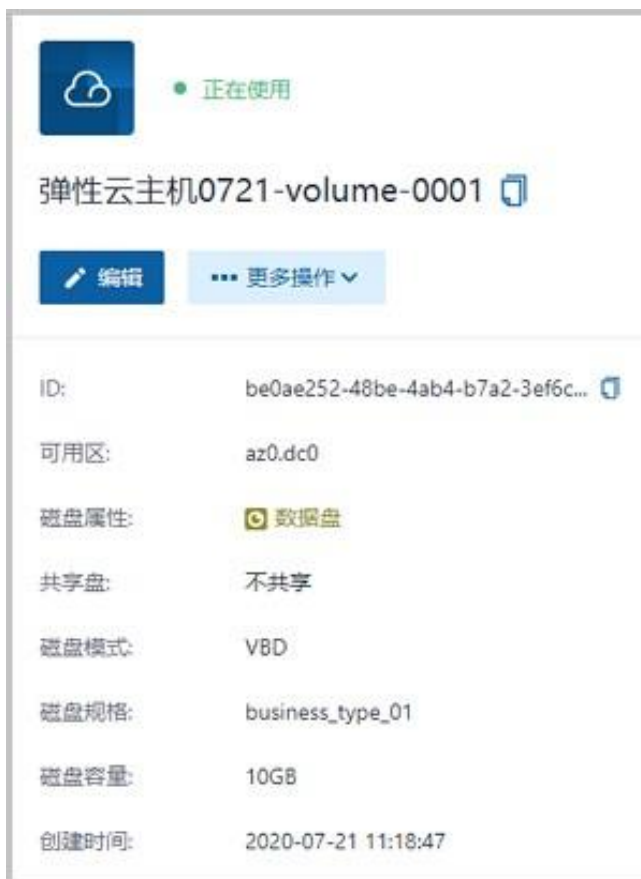 正在使用
弹性云主机0721-volume-0001
编辑
••• 更多操作
ID: be0ae252-48be-4ab4-b7a2-3ef6c...
可用区: az0.dc0
磁盘属性: 数据盘
共享盘: 不共享
磁盘模式: VBD
磁盘规格: business_type_01
磁盘容量: 10GB
创建时间: 2020-07-21 11:18:47